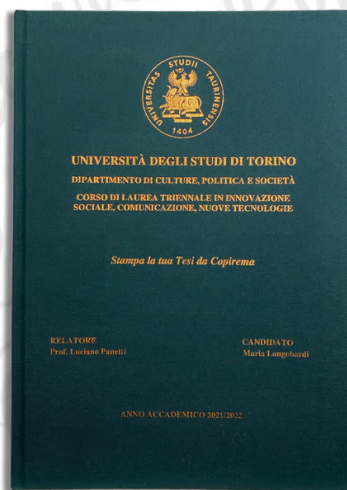 UNIVERSITAS STUDII TAURINENSIS
1404
UNIVERSITÀ DEGLI STUDI DI TORINO
DIPARTIMENTO DI CULTURE, POLITICA E SOCIETÀ
CORSO DI LAUREA TRIENNALE IN INNOVAZIONE
SOCIALE, COMUNICAZIONE, NUOVE TECNOLOGIE
Stampa la tua Tesi da Copirema
RELATORE
Prof. Luciano Panetti
CANDIDATO
Maria Longobardi
ANNO ACCADEMICO 2021/2022